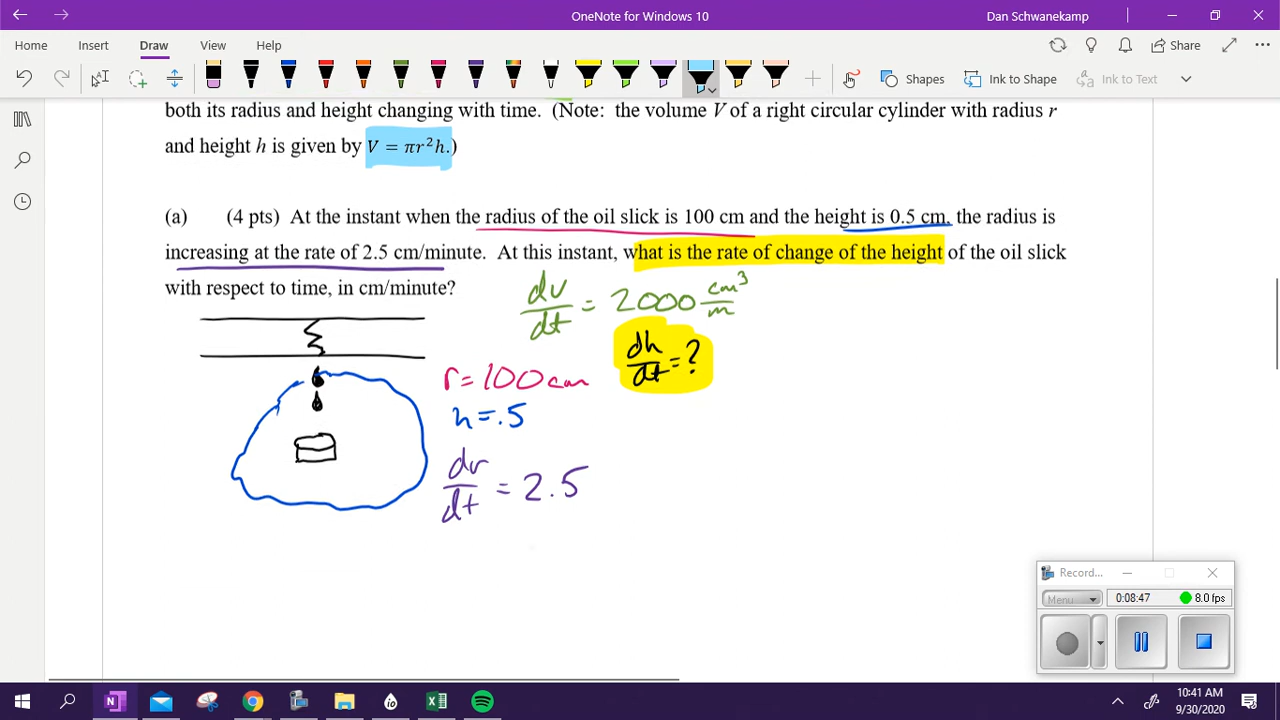 OneNote for Windows 10
Dan Schwanekamp
Home Insert Draw View Help
Share
Shapes
Ink to Shape
Ink to Text
both its radius and height changing with time. (Note: the volume V of a right circular cylinder with radius r
and height h is given by V = πr²h.)
(a) (4 pts) At the instant when the radius of the oil slick is 100 cm and the height is 0.5 cm, the radius is
increasing at the rate of 2.5 cm/minute. At this instant, what is the rate of change of the height of the oil slick
with respect to time, in cm/minute?
dv/dt = 2000 cm³/m
dh/dt = ?
r = 100 cm
h = .5
dr/dt = 2.5
Record...
Menu
0:08:47
8.0 fps
10:41 AM
9/30/2020